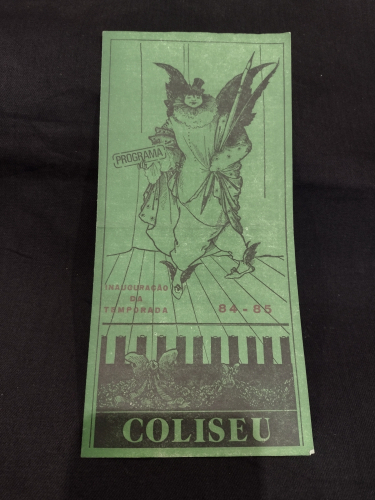 PROGRAMA
INAUGURAÇÃO
DA
TEMPORADA
84-85
COLISEU